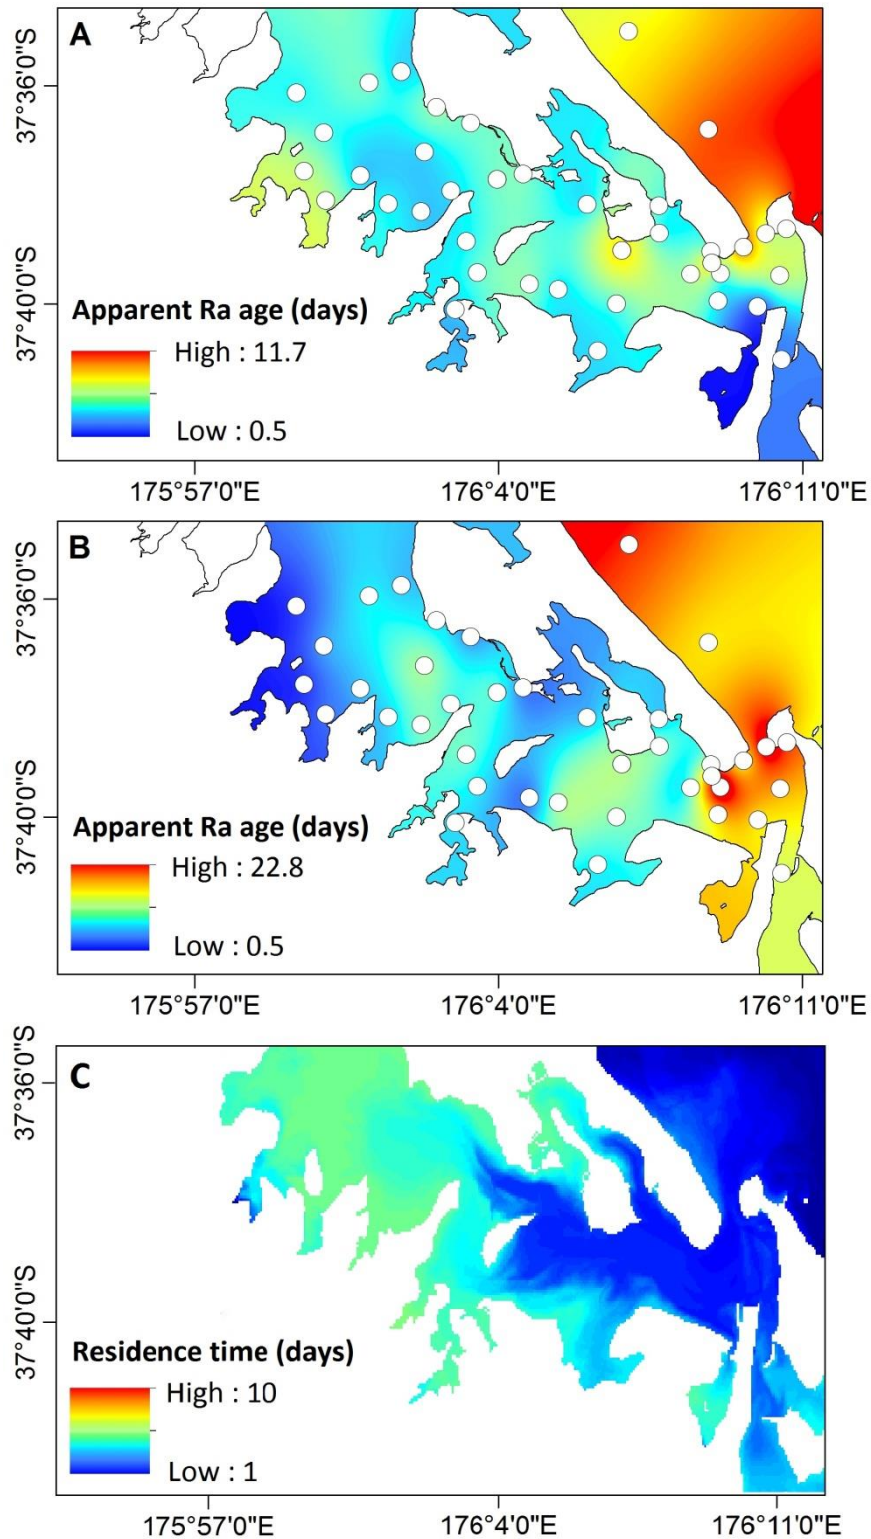 A
37°36'0"S
37°40'0"S
Apparent Ra age (days)
High : 11.7
Low : 0.5
175°57'0"E 176°4'0"E 176°11'0"E
B
37°36'0"S
37°40'0"S
Apparent Ra age (days)
High : 22.8
Low : 0.5
175°57'0"E 176°4'0"E 176°11'0"E
C
37°36'0"S
37°40'0"S
Residence time (days)
High : 10
Low : 1
175°57'0"E 176°4'0"E 176°11'0"E